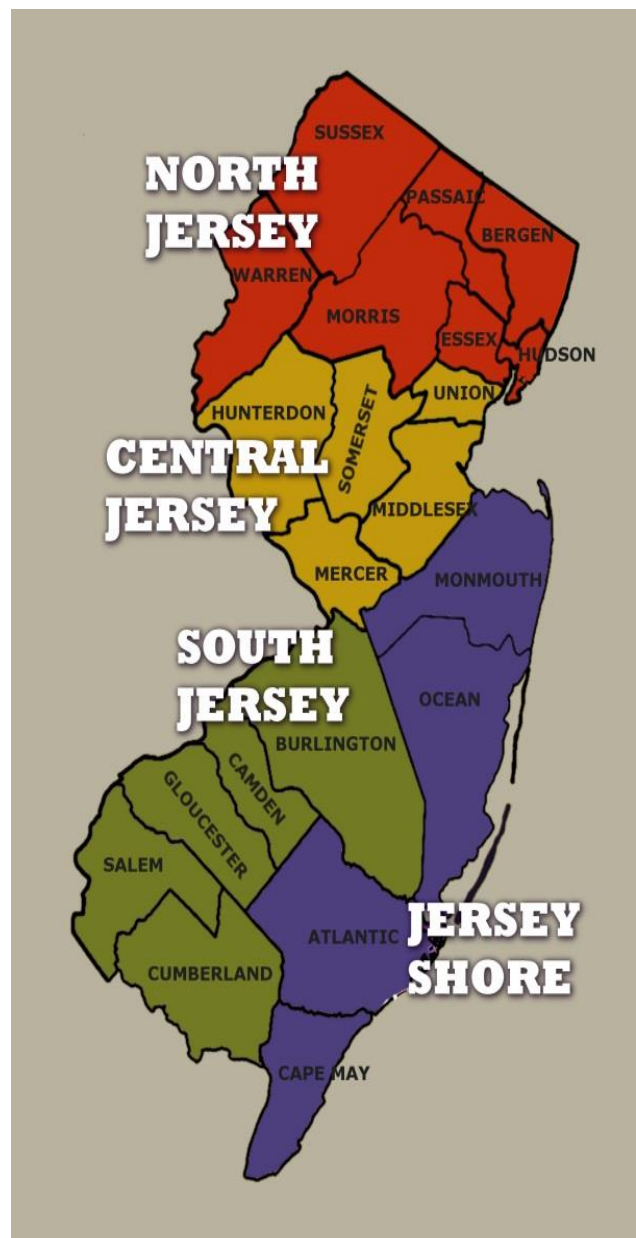 SUSSEX
NORTH
JERSEY
PASSAIC
BERGEN
WARREN
MORRIS
ESSEX
HUDSON
UNION
HUNTERDON
SOMERSET
CENTRAL
JERSEY
MIDDLESEX
MERCER
MONMOUTH
SOUTH
JERSEY
OCEAN
BURLINGTON
CAMDEN
GLOUCESTER
SALEM
JERSEY
SHORE
ATLANTIC
CUMBERLAND
CAPE MAY